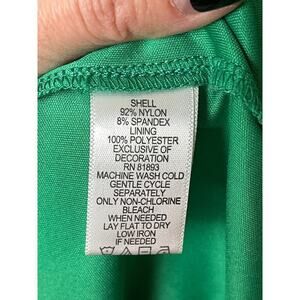 SHELL
92% NYLON
8% SPANDEX
LINING
100% POLYESTER
EXCLUSIVE OF
DECORATION
RN 81893
MACHINE WASH COLD
GENTLE CYCLE
SEPARATELY
ONLY NON-CHLORINE
BLEACH
WHEN NEEDED
LAY FLAT TO DRY
LOW IRON
IF NEEDED